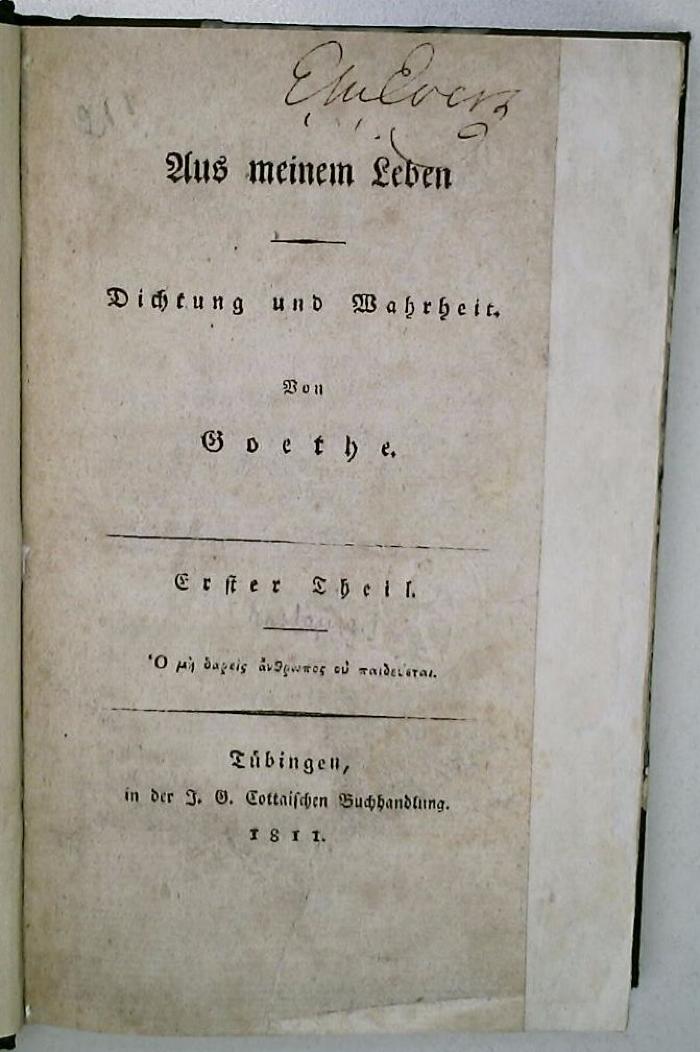 Aus meinem Leben
Dichtung und Wahrheit.
Von
Goethe.
Erster Theil.
Ὁ μὴ δαρεὶς ἄνθρωπος οὐ παιδεύεται.
Tübingen,
in der J. G. Cottaischen Buchhandlung.
1811.